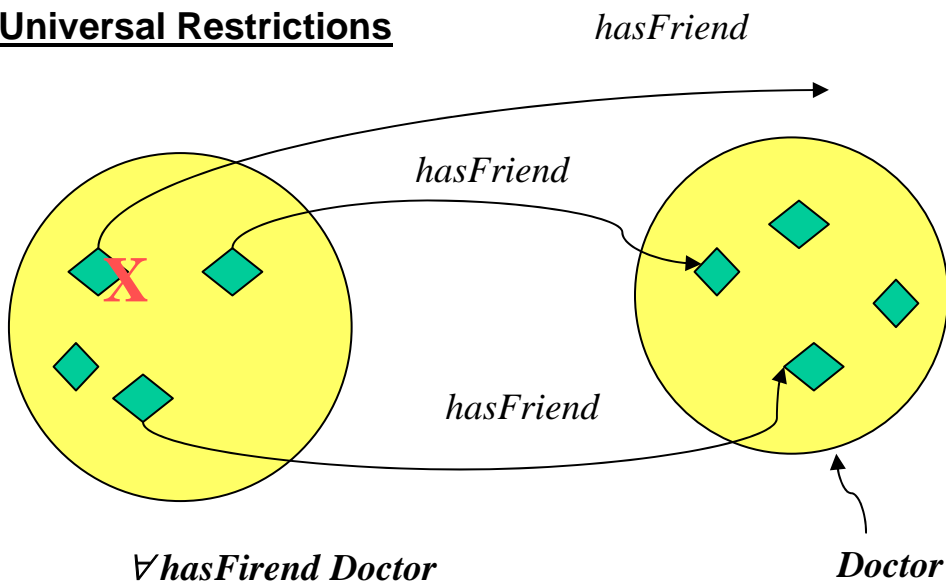 Universal Restrictions
hasFriend
hasFriend
X
hasFriend
∀ hasFirend Doctor
Doctor